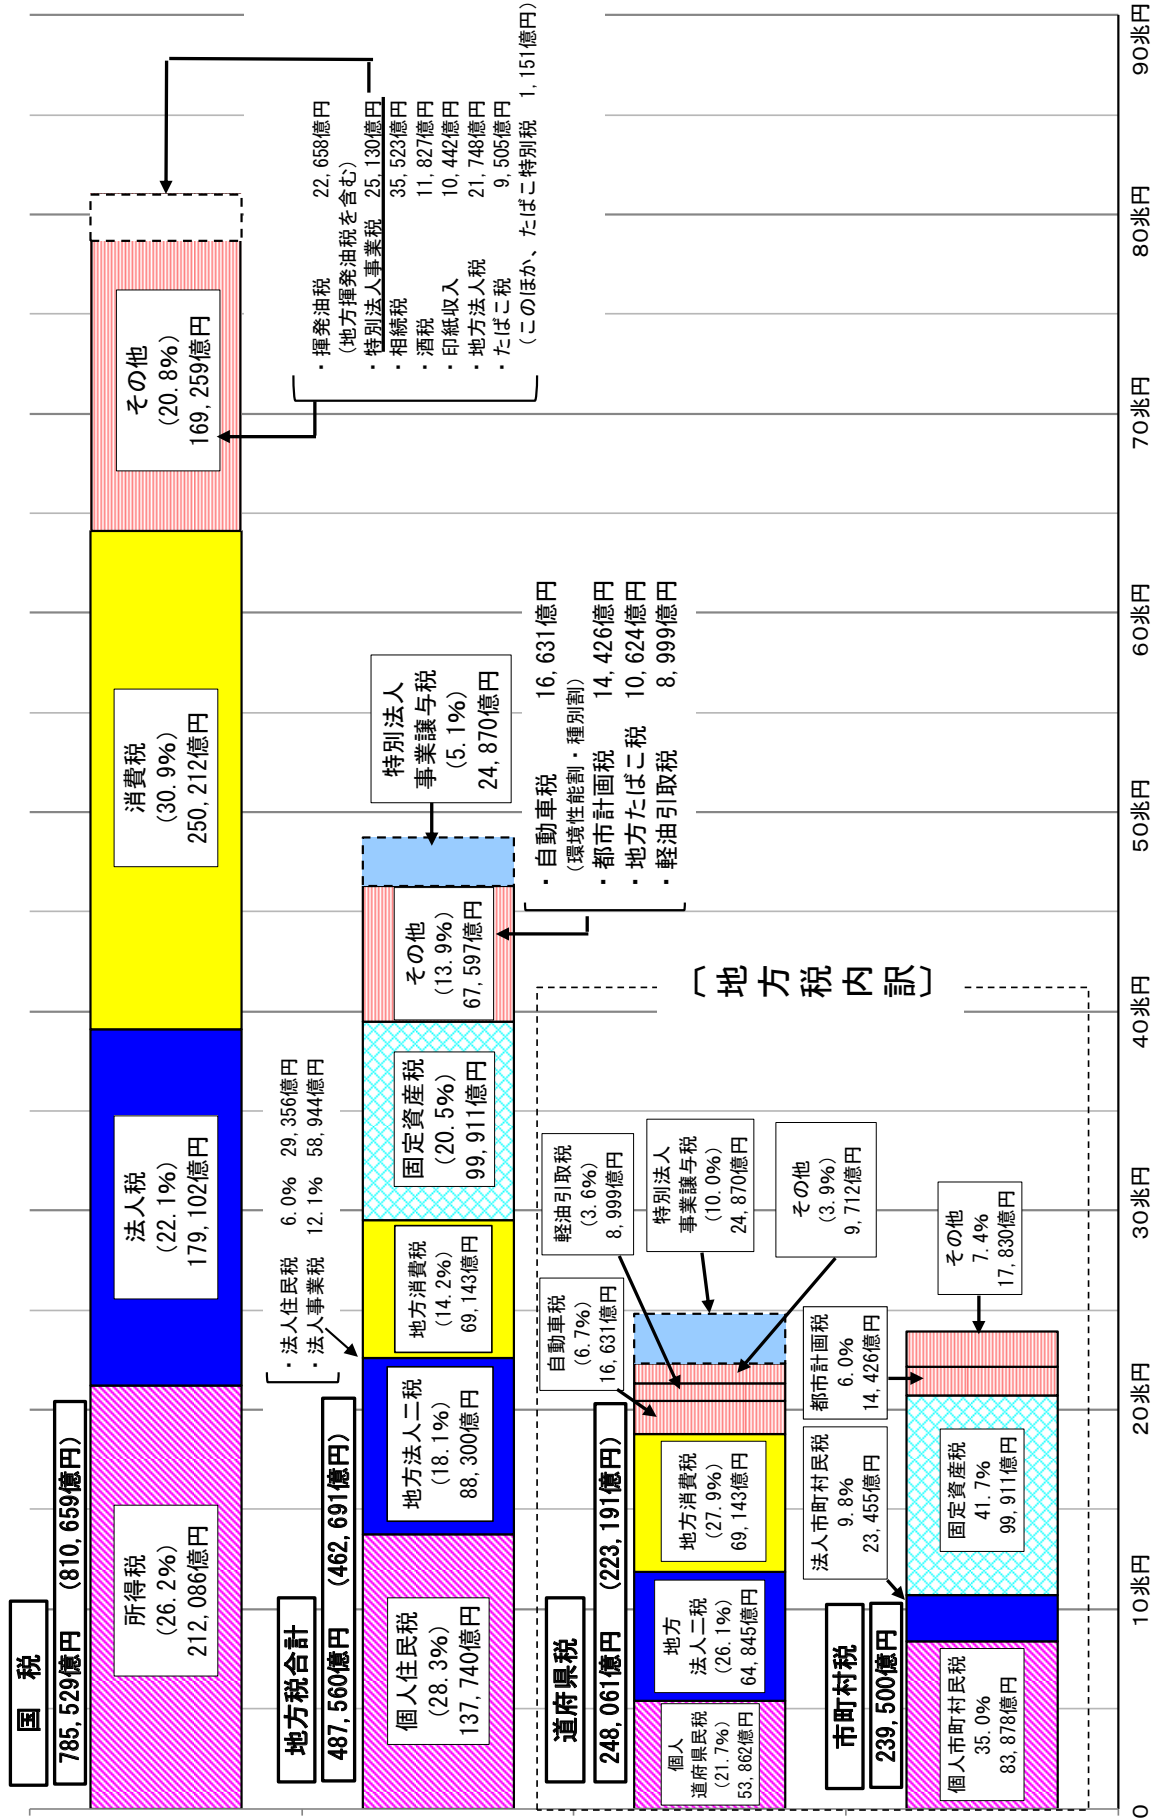 国　税
785,529億円　(810,659億円)
所得税
(26.2%)
212,086億円
法人税
(22.1%)
179,102億円
消費税
(30.9%)
250,212億円
その他
(20.8%)
169,259億円
・揮発油税　22,658億円
(地方揮発油税を含む)
・特別法人事業税　25,130億円
・相続税　35,523億円
・酒税　11,827億円
・印紙収入　10,442億円
・地方法人税　21,748億円
・たばこ税　9,505億円
(このほか、たばこ特別税　1,151億円)
地方税合計
487,560億円　(462,691億円)
・法人住民税　6.0%　29,356億円
・法人事業税　12.1%　58,944億円
個人住民税
(28.3%)
137,740億円
地方法人二税
(18.1%)
88,300億円
地方消費税
(14.2%)
69,143億円
固定資産税
(20.5%)
99,911億円
その他
(13.9%)
67,597億円
特別法人
事業譲与税
(5.1%)
24,870億円
・自動車税　16,631億円
(環境性能割・種別割)
・都市計画税　14,426億円
・地方たばこ税　10,624億円
・軽油引取税　8,999億円
〔地方税内訳〕
道府県税
248,061億円　(223,191億円)
個人
道府県民税
(21.7%)
53,862億円
地方
法人二税
(26.1%)
64,845億円
地方消費税
(27.9%)
69,143億円
自動車税
(6.7%)
16,631億円
軽油引取税
(3.6%)
8,999億円
特別法人
事業譲与税
(10.0%)
24,870億円
その他
(3.9%)
9,712億円
市町村税
239,500億円
個人市町村民税
35.0%
83,878億円
法人市町村民税
9.8%
23,455億円
固定資産税
41.7%
99,911億円
都市計画税
6.0%
14,426億円
その他
7.4%
17,830億円
0
10兆円
20兆円
30兆円
40兆円
50兆円
60兆円
70兆円
80兆円
90兆円